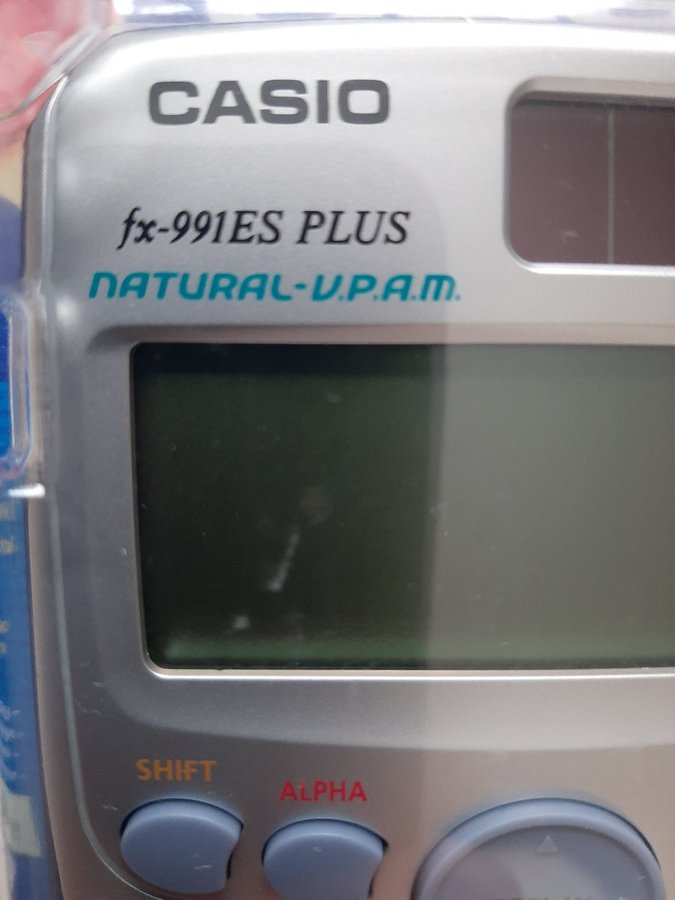 CASIO
fx-991ES PLUS
NATURAL-V.P.A.M.
SHIFT
ALPHA